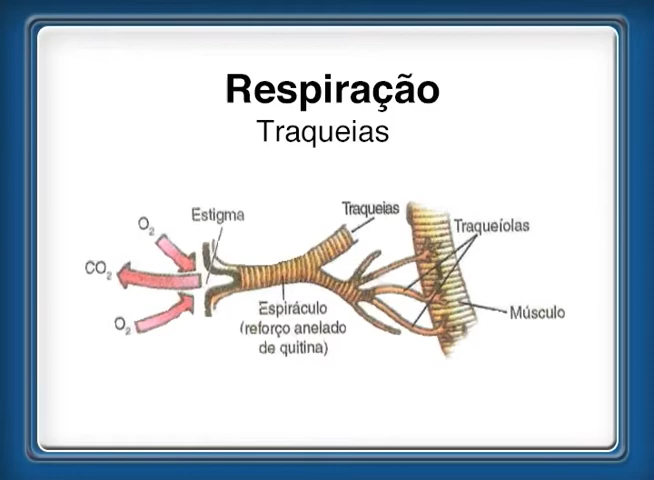 Respiração
Traqueias
O₂
Estigma
Traqueias
Traqueíolas
CO₂
O₂
Espiráculo
(reforço anelado
de quitina)
Músculo